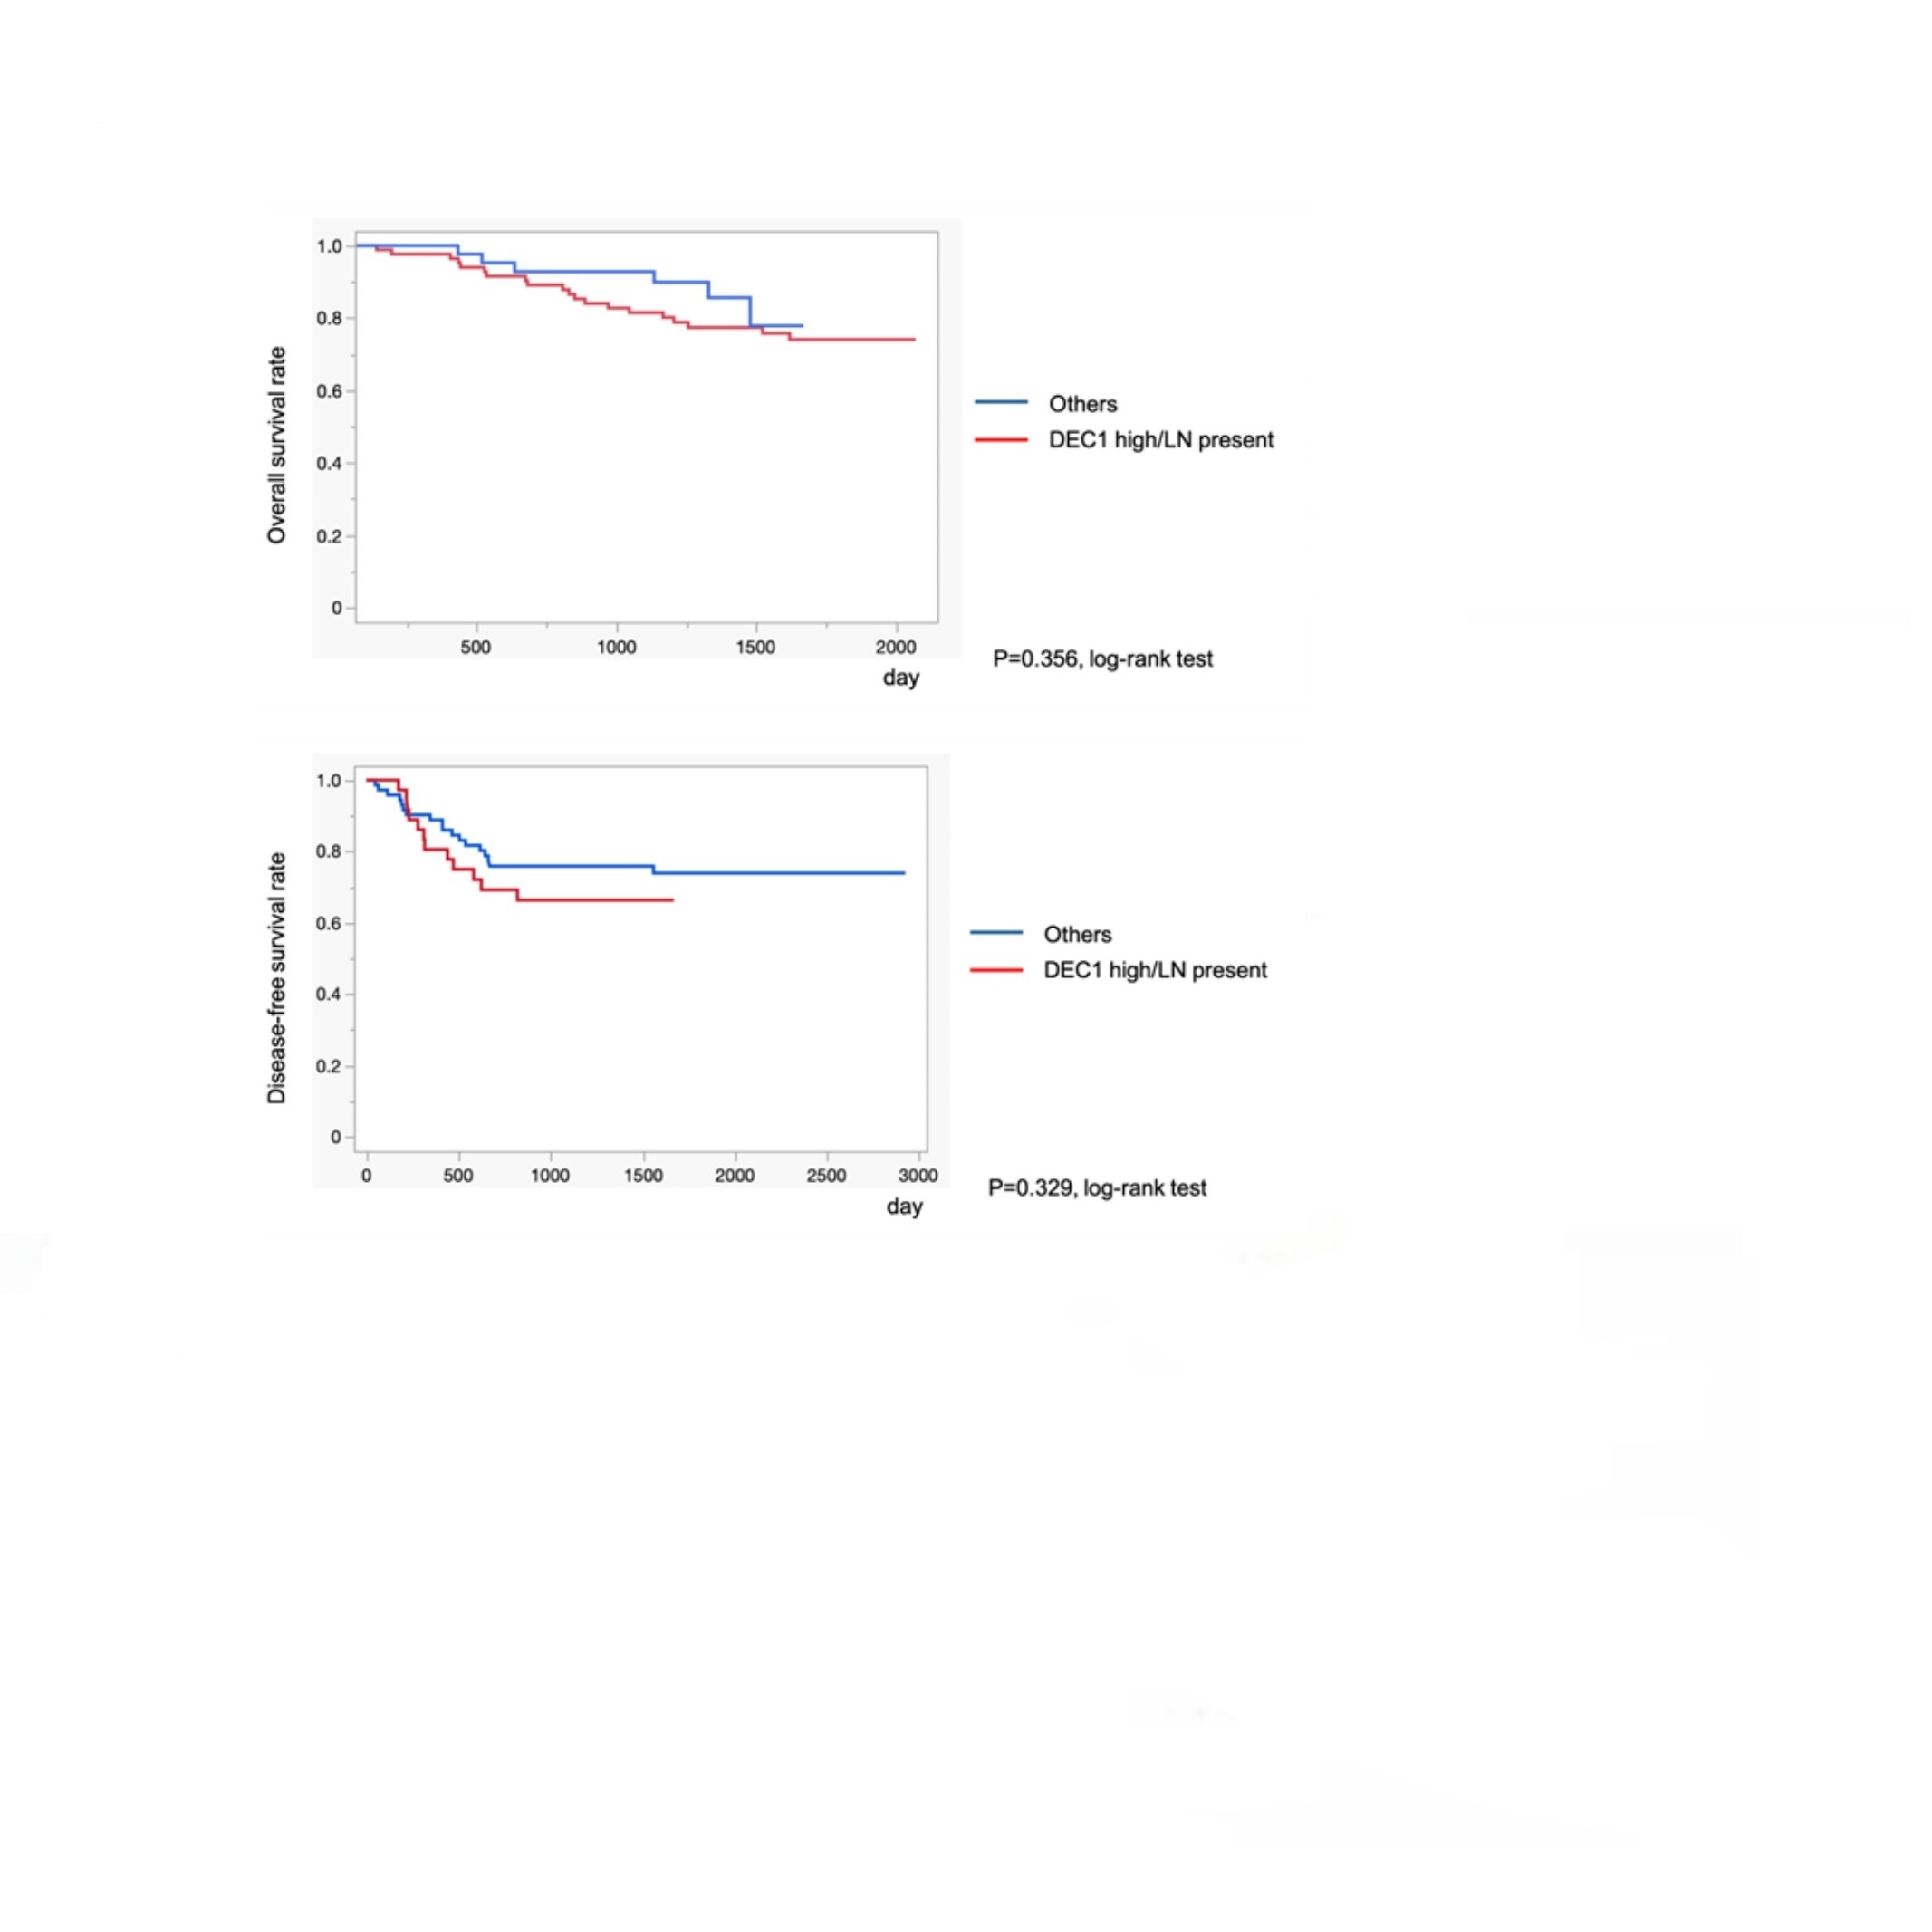 1.0
0.8
0.6
0.4
0.2
0
Overall survival rate
500 1000 1500 2000
day
Others
DEC1 high/LN present
P=0.356, log-rank test
1.0
0.8
0.6
0.4
0.2
0
Disease-free survival rate
0 500 1000 1500 2000 2500 3000
day
Others
DEC1 high/LN present
P=0.329, log-rank test